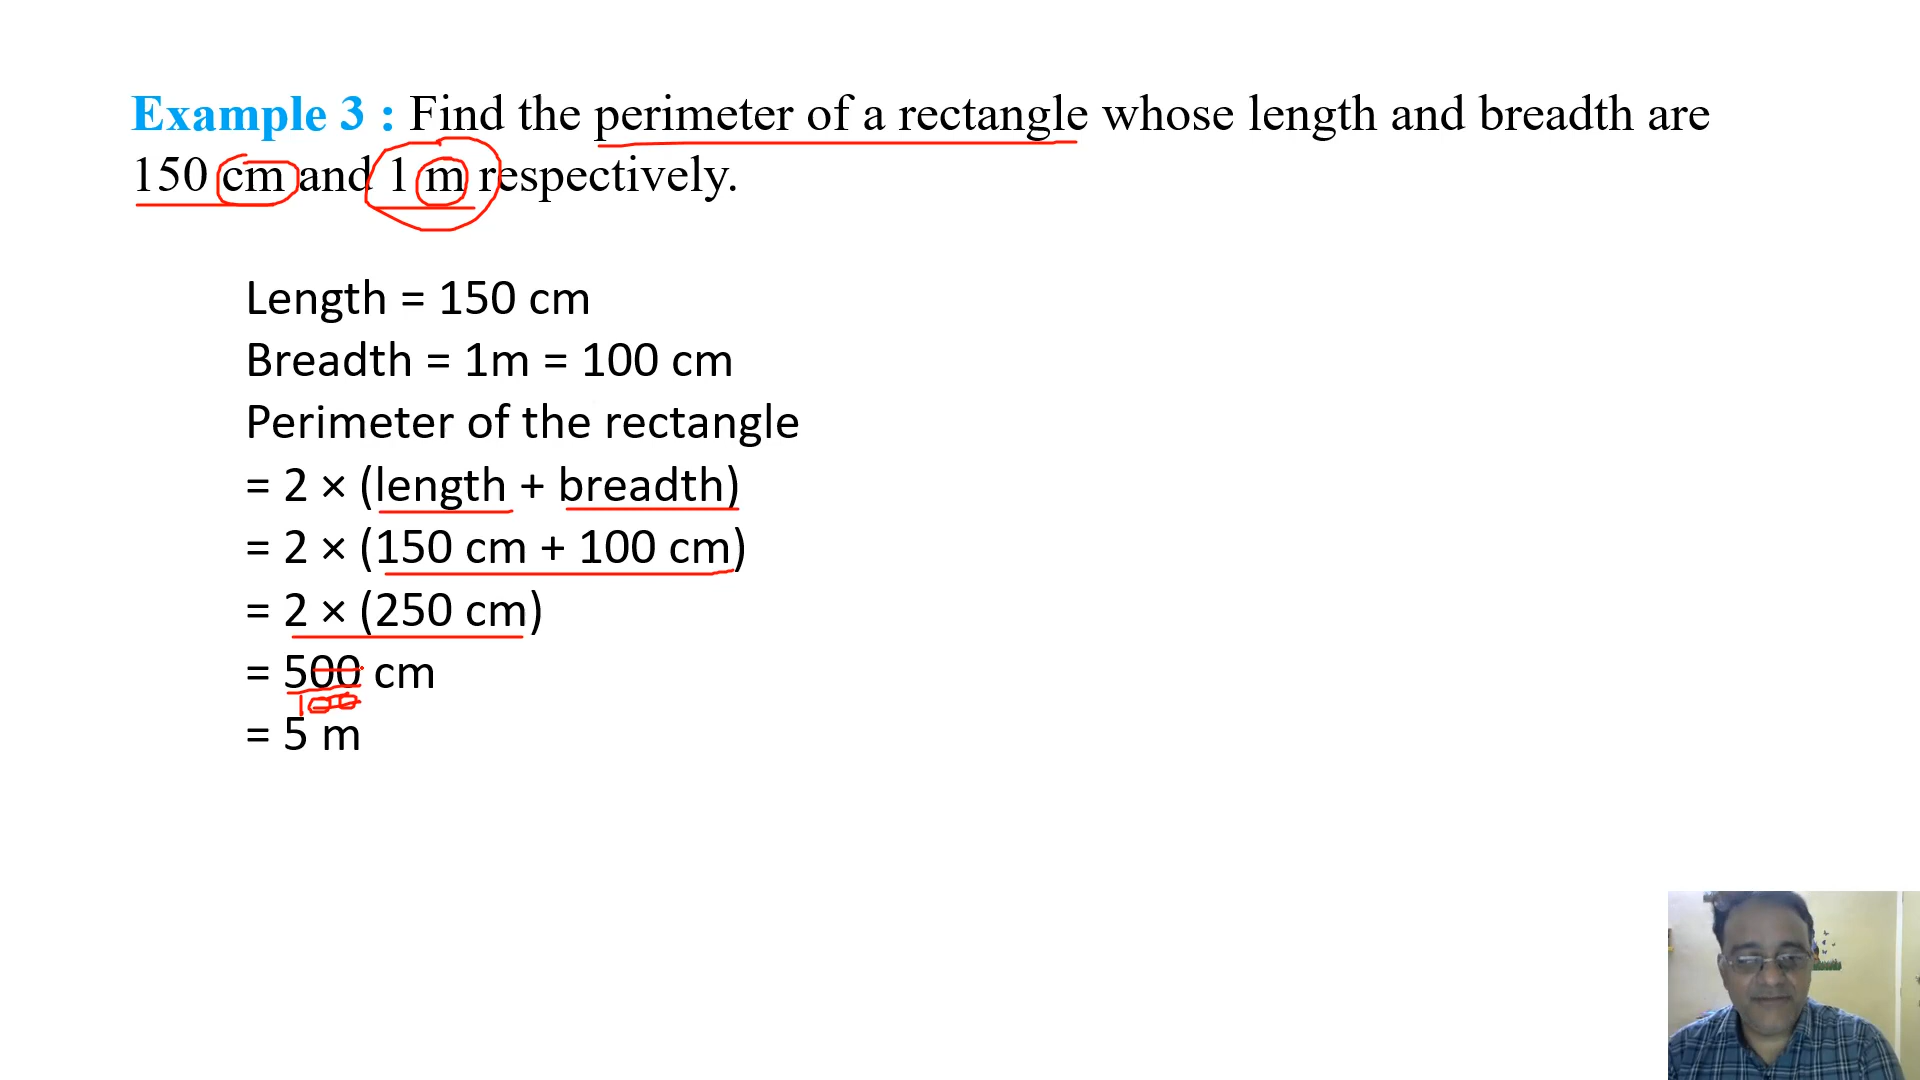 Example 3 : Find the perimeter of a rectangle whose length and breadth are
150 cm and 1 m respectively.
Length = 150 cm
Breadth = 1m = 100 cm
Perimeter of the rectangle
= 2 × (length + breadth)
= 2 × (150 cm + 100 cm)
= 2 × (250 cm)
= 500 cm
100
= 5 m